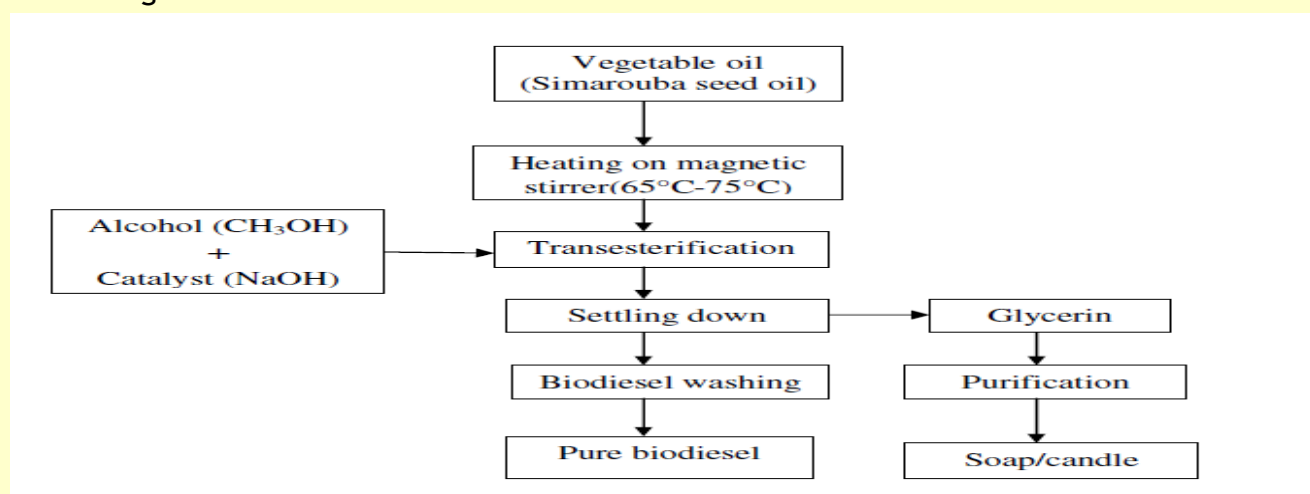 Vegetable oil
(Simarouba seed oil)
Heating on magnetic
stirrer(65°C-75°C)
Alcohol (CH₃OH)
+
Catalyst (NaOH)
Transesterification
Settling down
Glycerin
Biodiesel washing
Purification
Pure biodiesel
Soap/candle